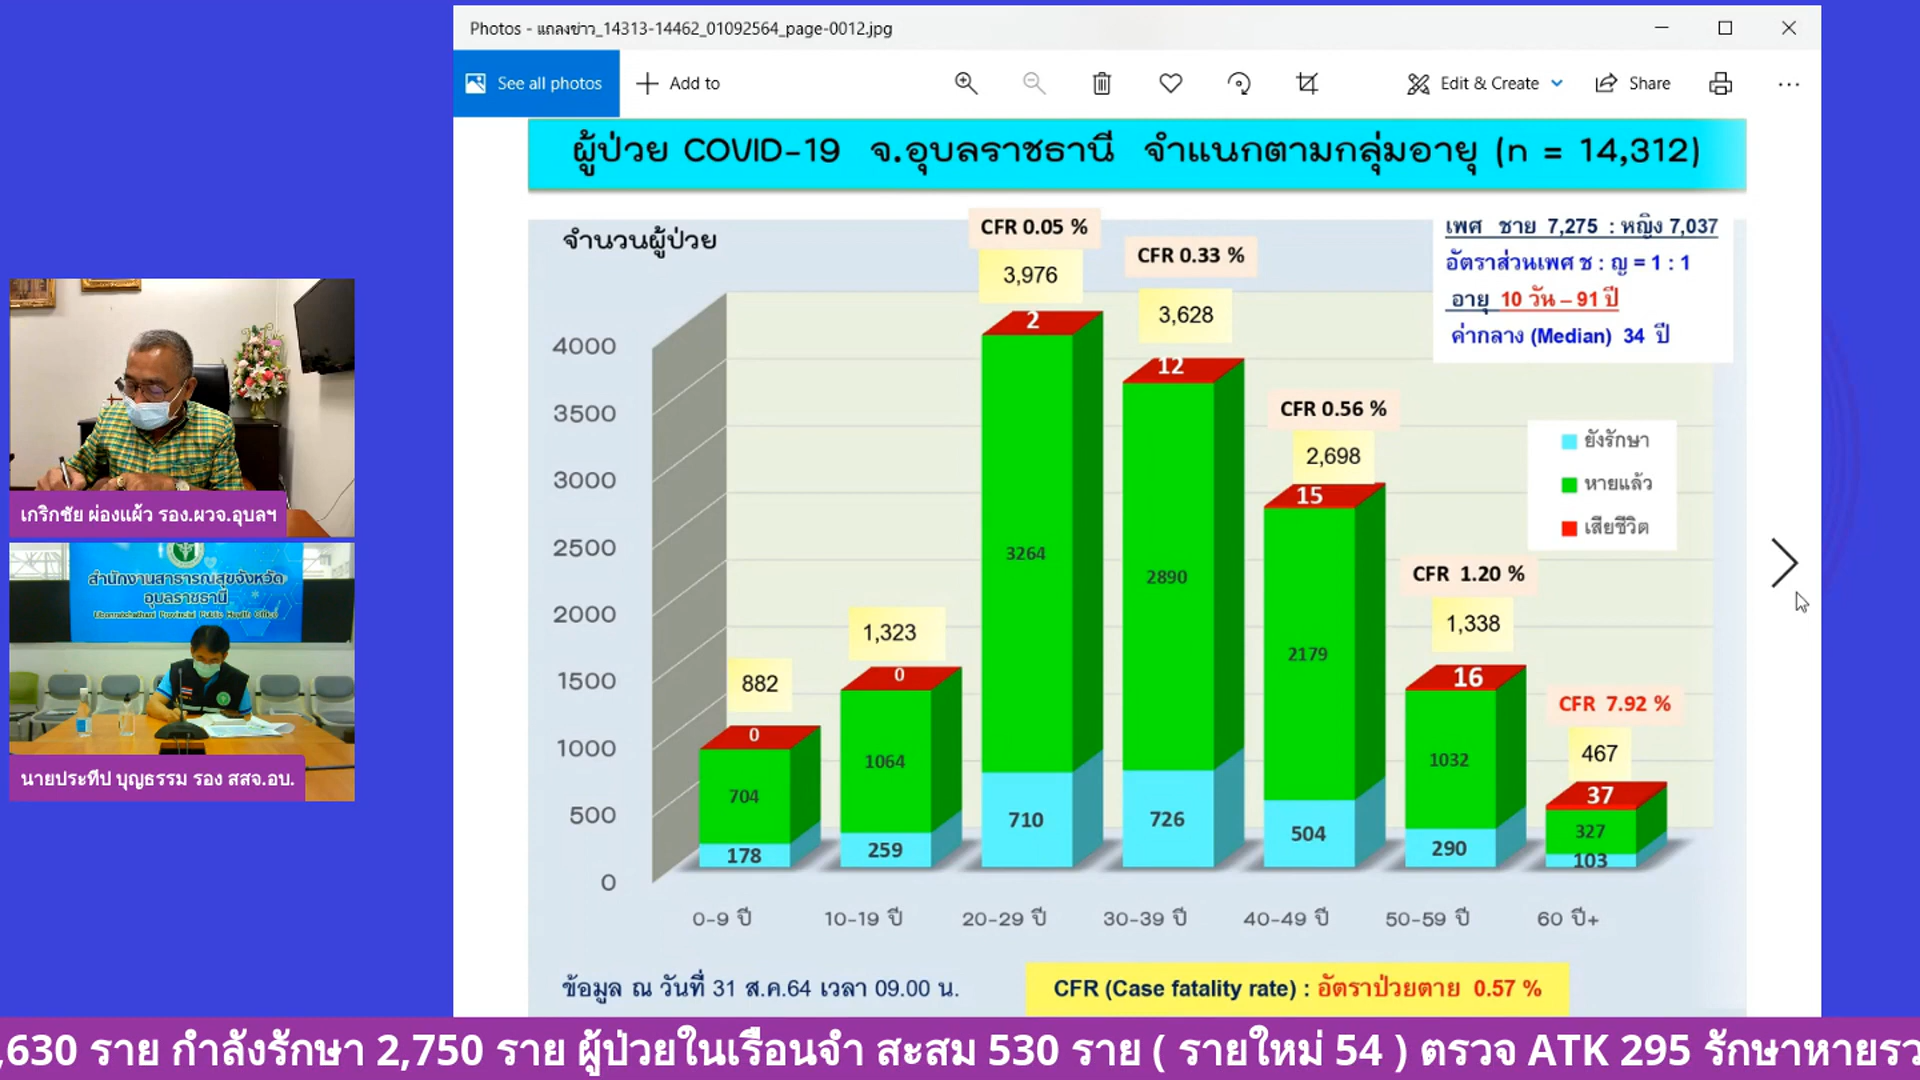 Photos - แถลงข่าว_14313-14462_01092564_page-0012.jpg
See all photos
Add to
Edit & Create
Share
ผู้ป่วย COVID-19 จ.อุบลราชธานี จำแนกตามกลุ่มอายุ (n = 14,312)
จำนวนผู้ป่วย
เพศ ชาย 7,275 : หญิง 7,037
อัตราส่วนเพศ ช : ญ = 1 : 1
อายุ 10 วัน – 91 ปี
ค่ากลาง (Median) 34 ปี
ยังรักษา
หายแล้ว
เสียชีวิต
4000
3500
3000
2500
2000
1500
1000
500
0
882
0
704
178
0-9 ปี
1,323
0
1064
259
10-19 ปี
CFR 0.05 %
3,976
2
3264
710
20-29 ปี
CFR 0.33 %
3,628
12
2890
726
30-39 ปี
CFR 0.56 %
2,698
15
2179
504
40-49 ปี
CFR 1.20 %
1,338
16
1032
290
50-59 ปี
CFR 7.92 %
467
37
327
103
60 ปี+
ข้อมูล ณ วันที่ 31 ส.ค.64 เวลา 09.00 น.
CFR (Case fatality rate) : อัตราป่วยตาย 0.57 %
เกริกชัย ผ่องแผ้ว รอง.ผวจ.อุบลฯ
สำนักงานสาธารณสุขจังหวัด
อุบลราชธานี
Provincial Public Health Office
นายประทีป บุญธรรม รอง สสจ.อบ.
,630 ราย กำลังรักษา 2,750 ราย ผู้ป่วยในเรือนจำ สะสม 530 ราย ( รายใหม่ 54 ) ตรวจ ATK 295 รักษาหายรว